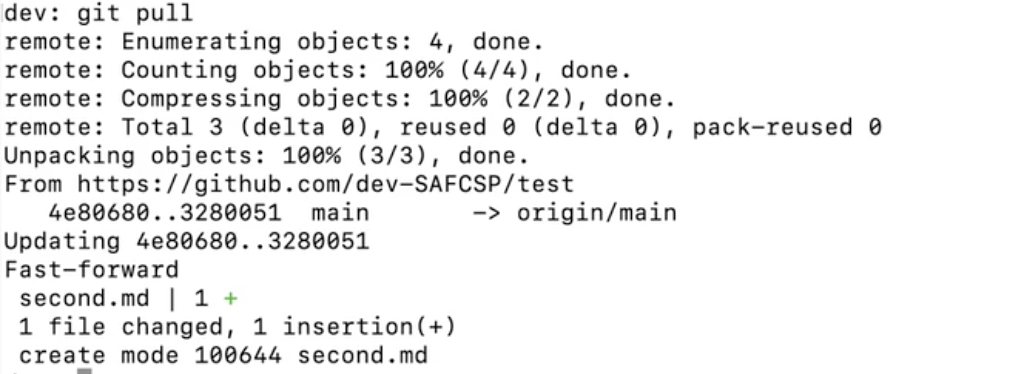 dev: git pull
remote: Enumerating objects: 4, done.
remote: Counting objects: 100% (4/4), done.
remote: Compressing objects: 100% (2/2), done.
remote: Total 3 (delta 0), reused 0 (delta 0), pack-reused 0
Unpacking objects: 100% (3/3), done.
From https://github.com/dev-SAFCSP/test
   4e80680..3280051  main       -> origin/main
Updating 4e80680..3280051
Fast-forward
 second.md | 1 +
 1 file changed, 1 insertion(+)
 create mode 100644 second.md